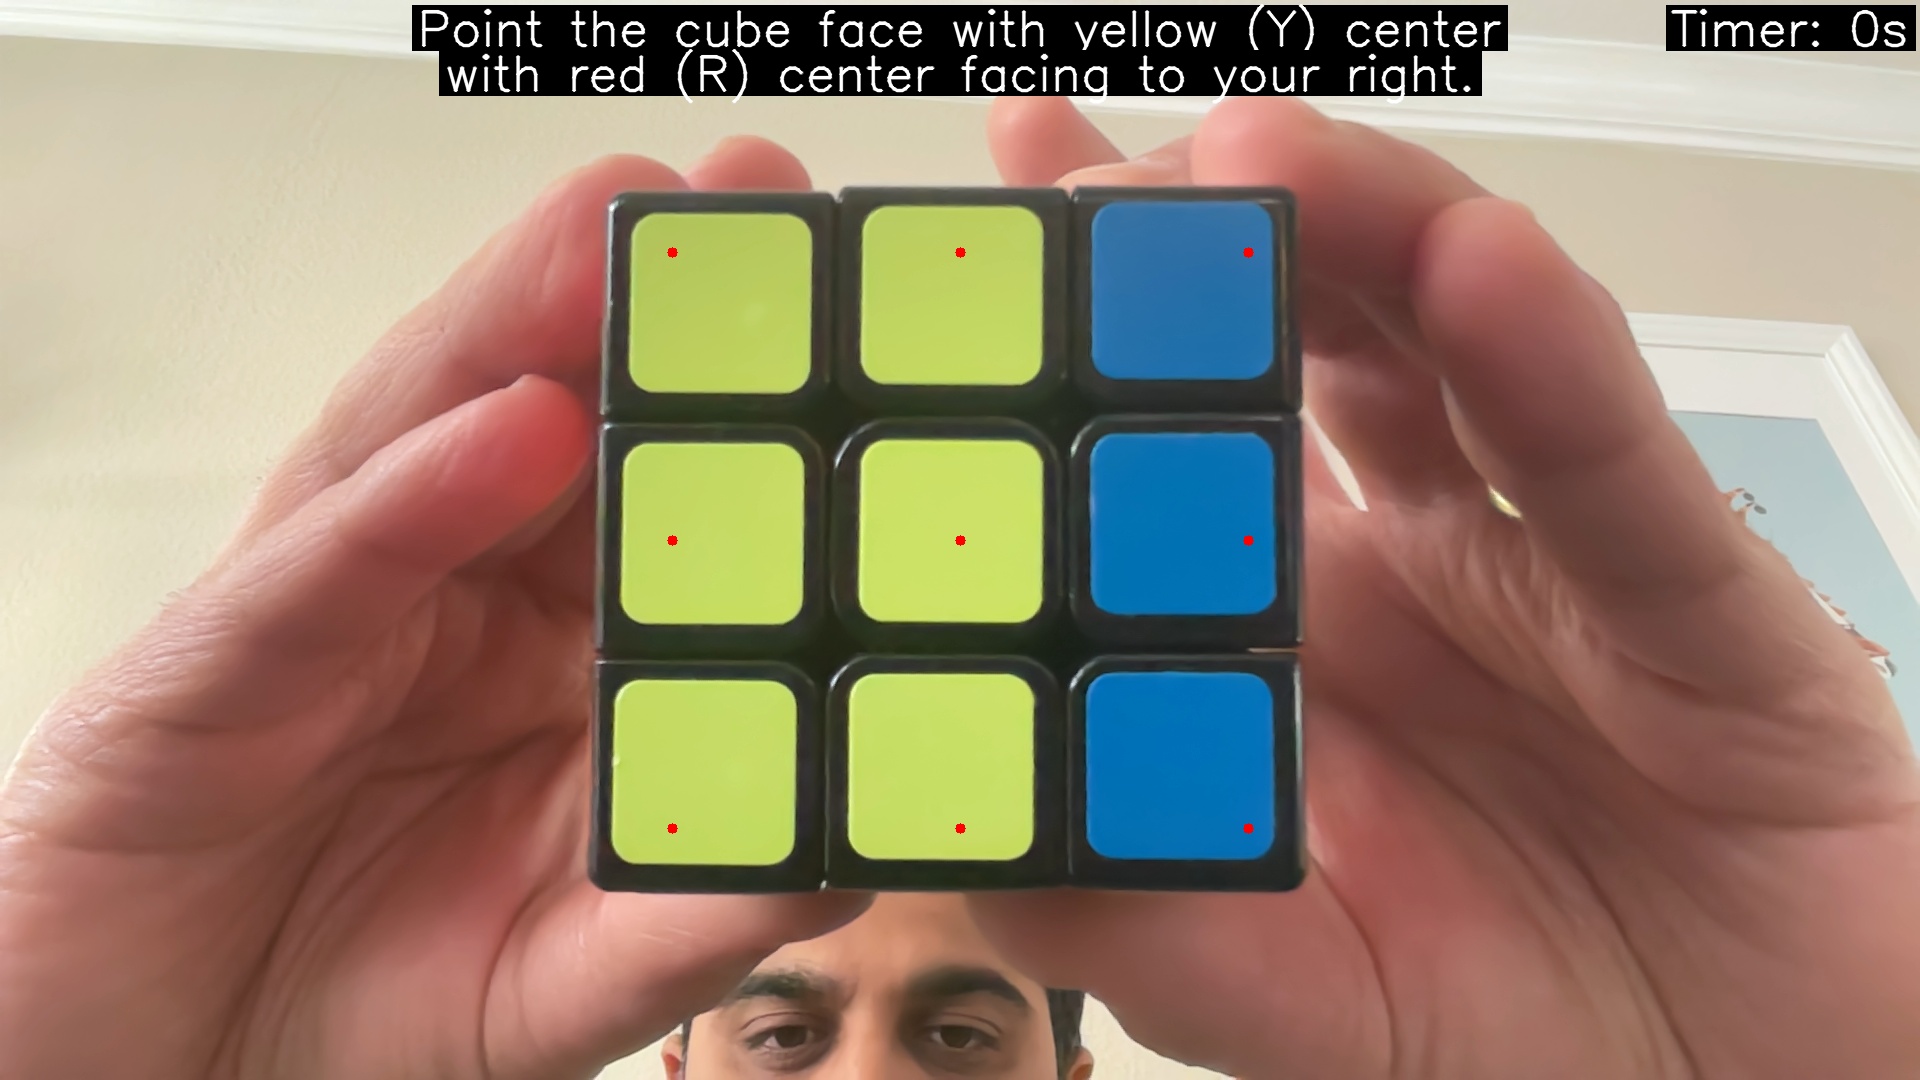 Point the cube face with yellow (Y) center
with red (R) center facing to your right.
Timer: 0s